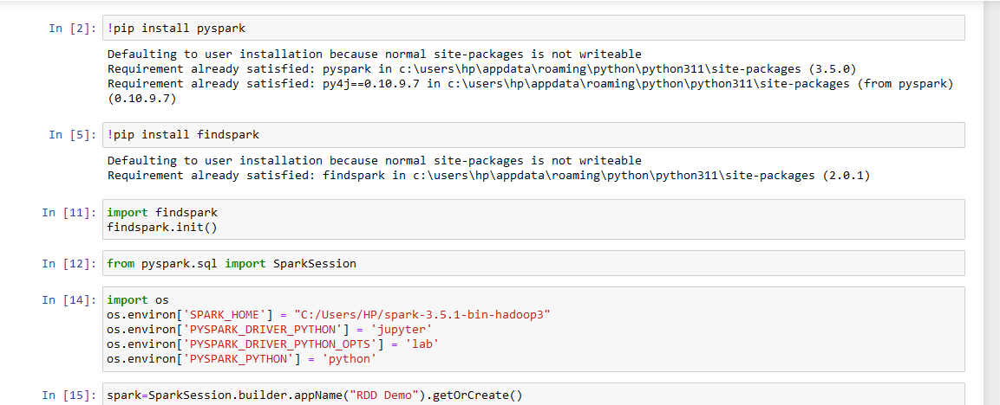 In [2]: !pip install pyspark
Defaulting to user installation because normal site-packages is not writeable
Requirement already satisfied: pyspark in c:\users\hp\appdata\roaming\python\python311\site-packages (3.5.0)
Requirement already satisfied: py4j==0.10.9.7 in c:\users\hp\appdata\roaming\python\python311\site-packages (from pyspark)
(0.10.9.7)
In [5]: !pip install findspark
Defaulting to user installation because normal site-packages is not writeable
Requirement already satisfied: findspark in c:\users\hp\appdata\roaming\python\python311\site-packages (2.0.1)
In [11]: import findspark
findspark.init()
In [12]: from pyspark.sql import SparkSession
In [14]: import os
os.environ['SPARK_HOME'] = "C:/Users/HP/spark-3.5.1-bin-hadoop3"
os.environ['PYSPARK_DRIVER_PYTHON'] = 'jupyter'
os.environ['PYSPARK_DRIVER_PYTHON_OPTS'] = 'lab'
os.environ['PYSPARK_PYTHON'] = 'python'
In [15]: spark=SparkSession.builder.appName("RDD Demo").getOrCreate()